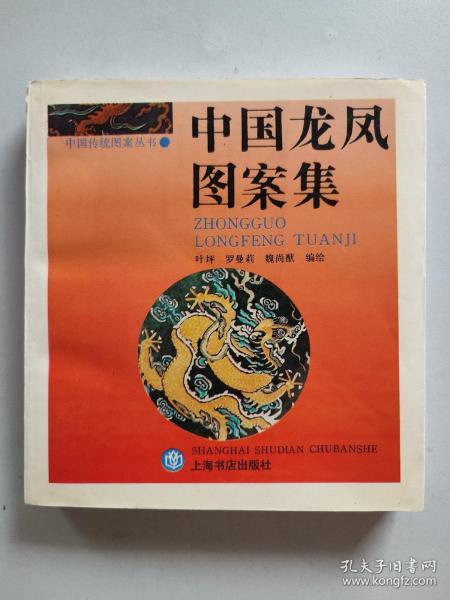 中国传统图案丛书
中国龙凤
图案集
ZHONGGUO
LONGFENG TUANJI
叶坪 罗曼莉 魏尚猷 编绘
SHANGHAI SHUDIAN CHUBANSHE
上海书店出版社
孔夫子旧书网
www.kongfz.com